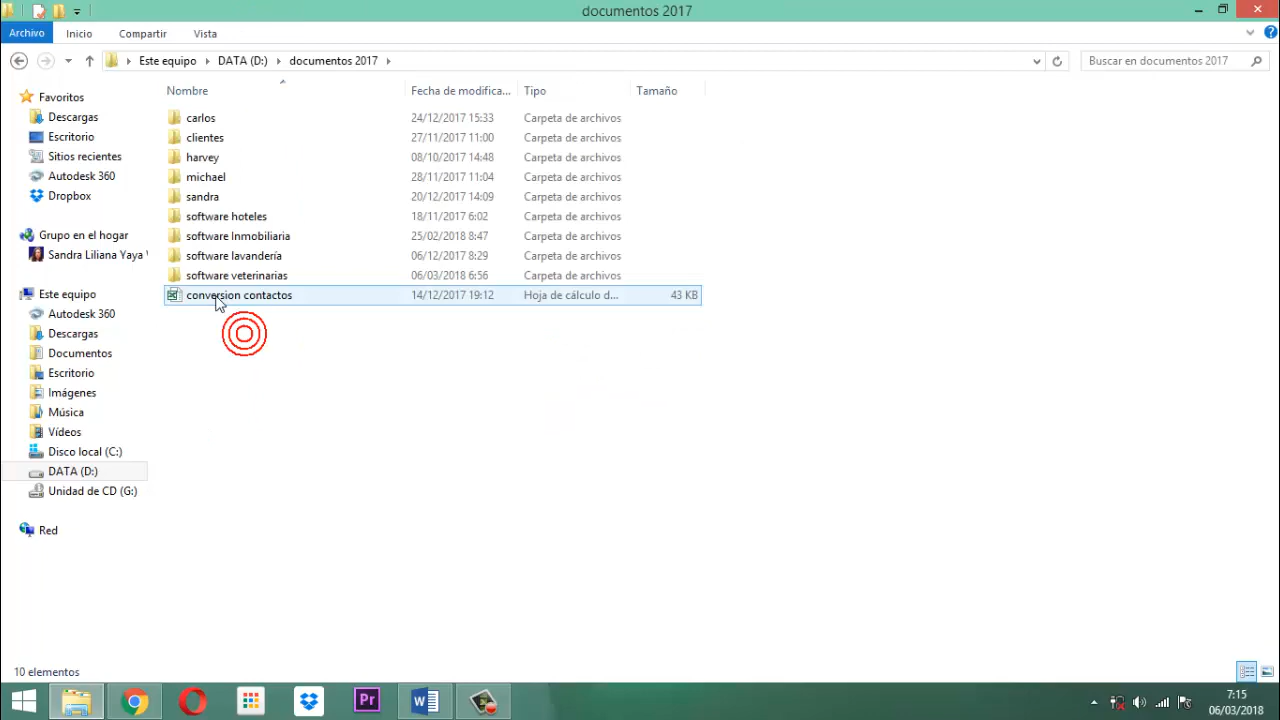 documentos 2017
Archivo Inicio Compartir Vista
Este equipo DATA (D:) documentos 2017 Buscar en documentos 2017
Nombre Fecha de modifica... Tipo Tamaño
carlos 24/12/2017 15:33 Carpeta de archivos
clientes 27/11/2017 11:00 Carpeta de archivos
harvey 08/10/2017 14:48 Carpeta de archivos
michael 28/11/2017 11:04 Carpeta de archivos
sandra 20/12/2017 14:09 Carpeta de archivos
software hoteles 18/11/2017 6:02 Carpeta de archivos
software Inmobiliaria 25/02/2018 8:47 Carpeta de archivos
software lavandería 06/12/2017 8:29 Carpeta de archivos
software veterinarias 06/03/2018 6:56 Carpeta de archivos
conversion contactos 14/12/2017 19:12 Hoja de cálculo d... 43 KB
Favoritos
Descargas
Escritorio
Sitios recientes
Autodesk 360
Dropbox
Grupo en el hogar
Sandra Liliana Yaya
Este equipo
Autodesk 360
Descargas
Documentos
Escritorio
Imágenes
Música
Vídeos
Disco local (C:)
DATA (D:)
Unidad de CD (G:)
Red
10 elementos
Pr
7:15
06/03/2018